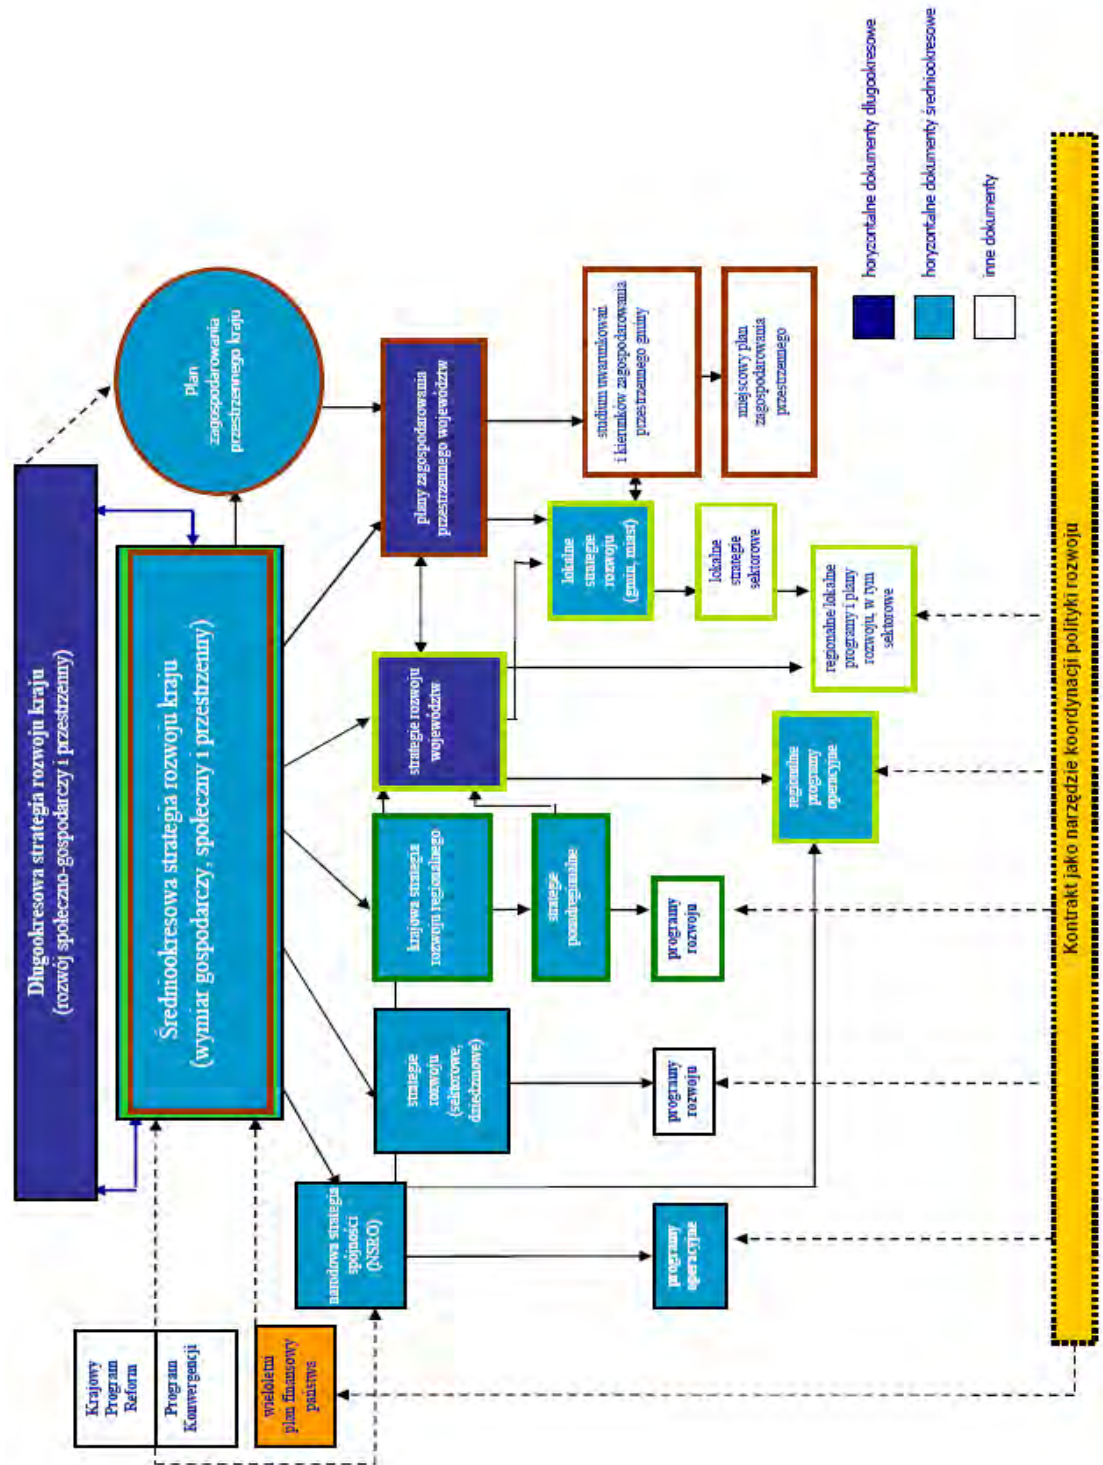 Długookresowa strategia rozwoju kraju
(rozwój społeczno-gospodarczy i przestrzenny)
Średniookresowa strategia rozwoju kraju
(wymiar gospodarczy, społeczny i przestrzenny)
Krajowy
Program
Reform
Program
Konwergencji
wieloletni
plan finansowy
państwa
Plan
zagospodarowania
przestrzennego kraju
narodowa strategia
spójności
(NSRO)
strategie
rozwoju
(sektorowe,
dziedzinowe)
krajowa strategia
rozwoju regionalnego
strategie rozwoju
województw
plany zagospodarowania
przestrzennego województw
strategie
ponadregionalne
lokalne
strategie
rozwoju
(gmin, miast)
studium uwarunkowań
i kierunków zagospodarowania
przestrzennego gminy
programy
operacyjne
programy
rozwoju
programy
rozwoju
lokalne
strategie
sektorowe
miejscowy plan
zagospodarowania
przestrzennego
regionalne
programy
operacyjne
regionalne/lokalne
programy i plany
rozwoju, w tym
sektorowe
horyzontalne dokumenty długookresowe
horyzontalne dokumenty średniookresowe
inne dokumenty
Kontrakt jako narzędzie koordynacji polityki rozwoju